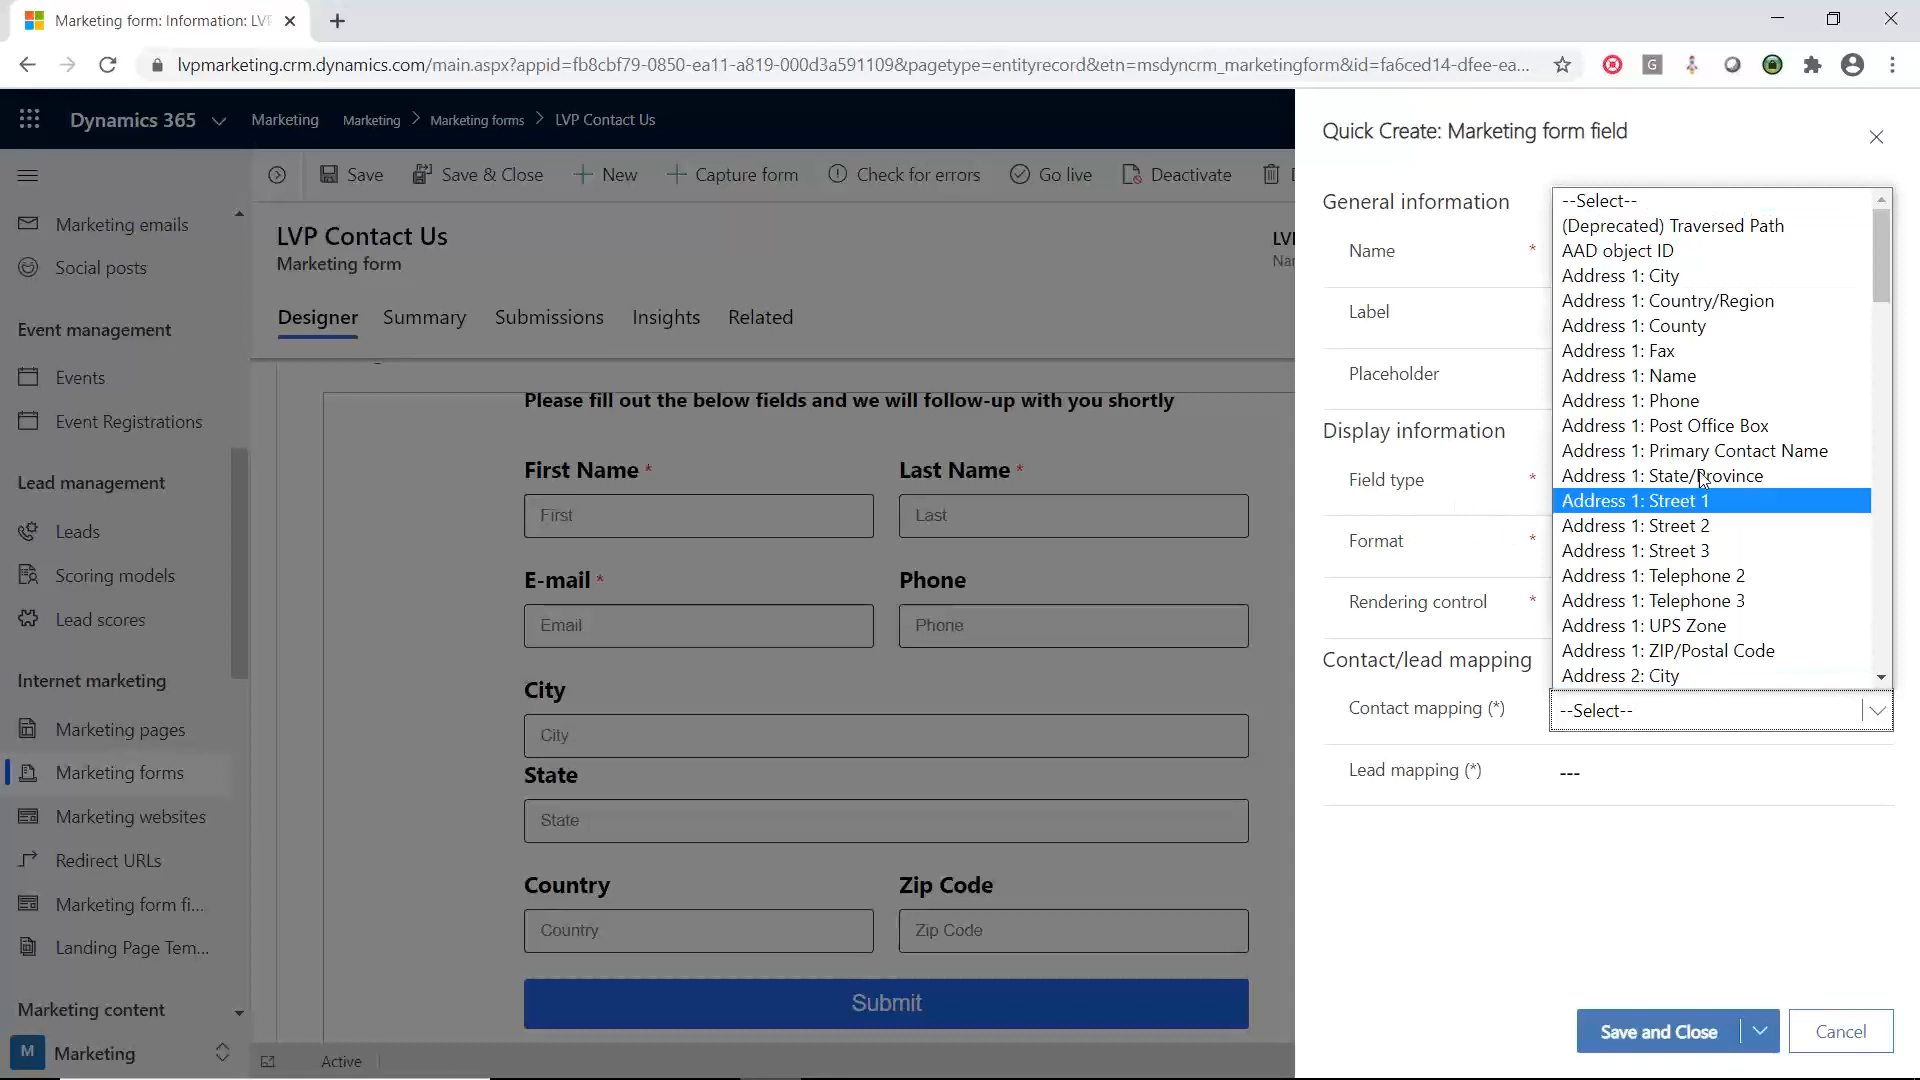 Marketing form: Information: LVP
lvpmarketing.crm.dynamics.com/main.aspx?appid=fb8cbf79-0850-ea11-a819-000d3a591109&pagetype=entityrecord&etn=msdyncrm_marketingform&id=fa6ced14-dfee-ea...
G
Dynamics 365 Marketing Marketing > Marketing forms > LVP Contact Us
Save Save & Close New Capture form Check for errors Go live Deactivate
LVP Contact Us
Marketing form
Designer Summary Submissions Insights Related
Marketing emails
Social posts
Event management
Events
Event Registrations
Lead management
Leads
Scoring models
Lead scores
Internet marketing
Marketing pages
Marketing forms
Marketing websites
Redirect URLs
Marketing form fi...
Landing Page Tem...
Marketing content
M Marketing
Please fill out the below fields and we will follow-up with you shortly
First Name * Last Name *
First Last
E-mail * Phone
Email Phone
City
City
State
State
Country Zip Code
Country Zip Code
Submit
Active
Quick Create: Marketing form field
General information
Name *
Label
Placeholder
Display information
Field type *
Format *
Rendering control *
Contact/lead mapping
Contact mapping (*) --Select--
Lead mapping (*) ---
--Select--
(Deprecated) Traversed Path
AAD object ID
Address 1: City
Address 1: Country/Region
Address 1: County
Address 1: Fax
Address 1: Name
Address 1: Phone
Address 1: Post Office Box
Address 1: Primary Contact Name
Address 1: State/Province
Address 1: Street 1
Address 1: Street 2
Address 1: Street 3
Address 1: Telephone 2
Address 1: Telephone 3
Address 1: UPS Zone
Address 1: ZIP/Postal Code
Address 2: City
Save and Close Cancel